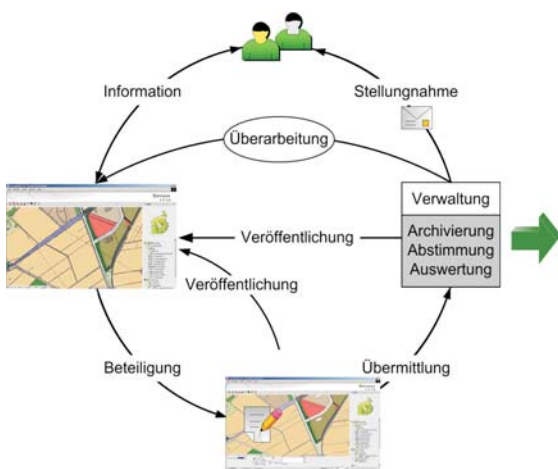 Information
Stellungnahme
Überarbeitung
Verwaltung
Archivierung
Abstimmung
Auswertung
Veröffentlichung
Veröffentlichung
Beteiligung
Übermittlung